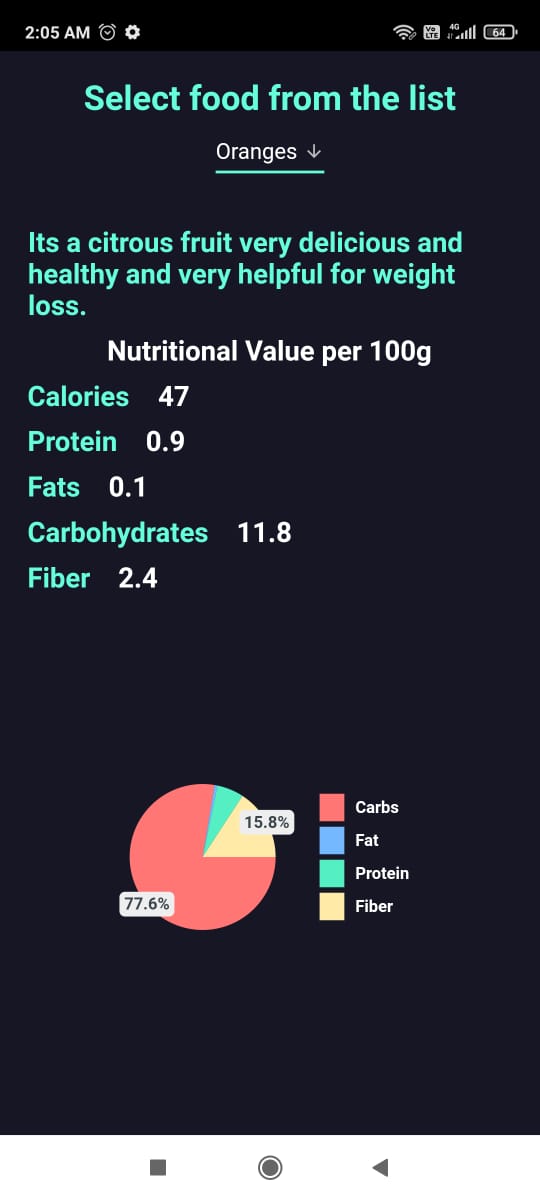 2:05 AM
Vo LTE 4G 64
Select food from the list
Oranges ↓
Its a citrous fruit very delicious and
healthy and very helpful for weight
loss.
Nutritional Value per 100g
Calories 47
Protein 0.9
Fats 0.1
Carbohydrates 11.8
Fiber 2.4
15.8%
77.6%
Carbs
Fat
Protein
Fiber